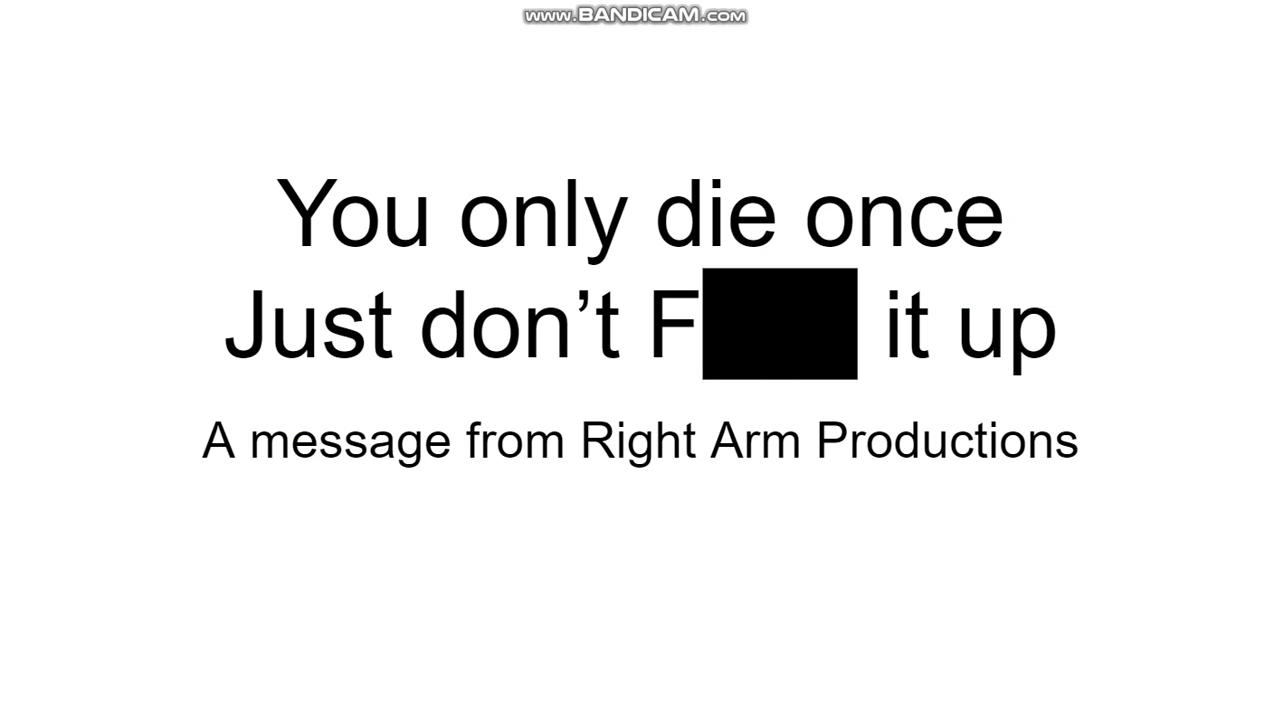 www.BANDICAM.com
You only die once
Just don’t F it up
A message from Right Arm Productions